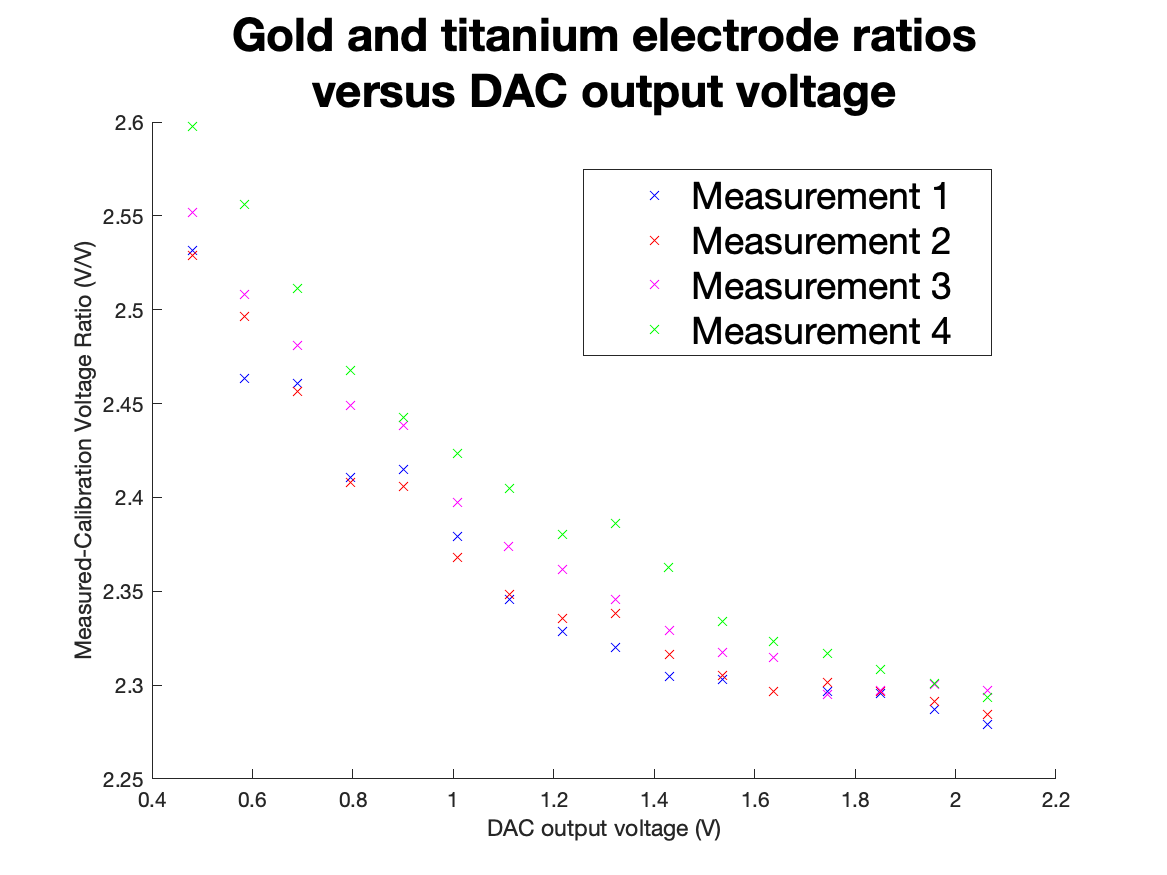 Gold and titanium electrode ratios
versus DAC output voltage
Measurement 1
Measurement 2
Measurement 3
Measurement 4
Measured-Calibration Voltage Ratio (V/V)
2.6
2.55
2.5
2.45
2.4
2.35
2.3
2.25
0.4 0.6 0.8 1 1.2 1.4 1.6 1.8 2 2.2
DAC output voltage (V)